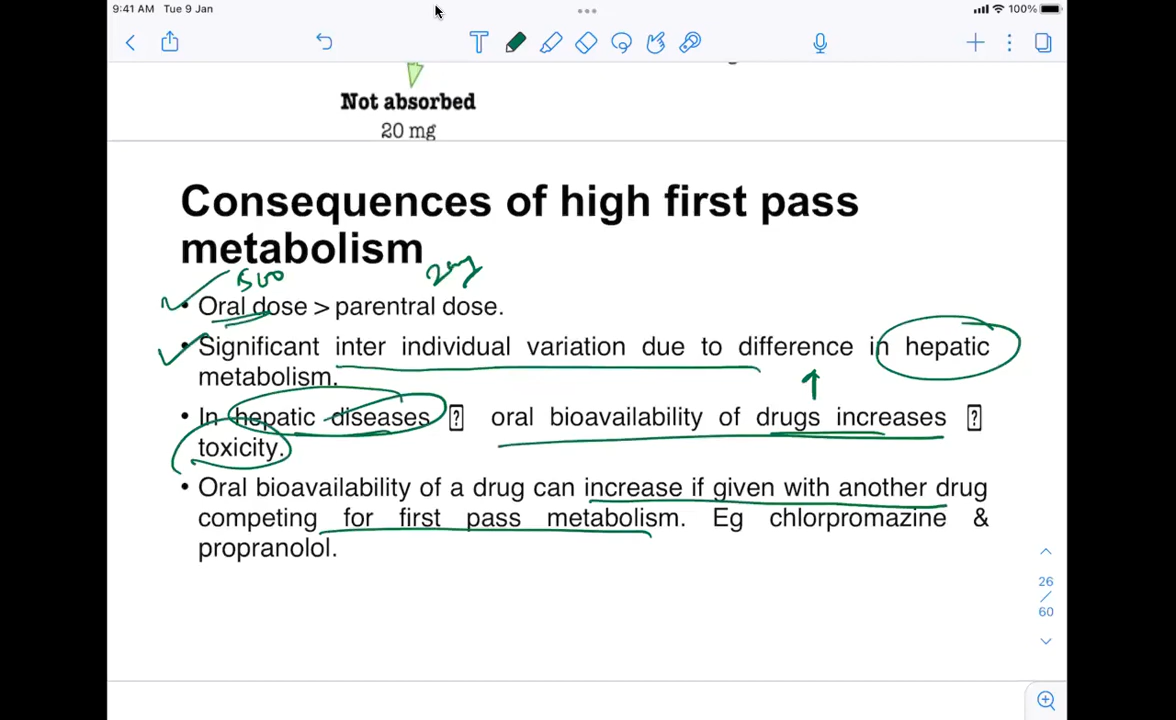 9:41 AM Tue 9 Jan
100%
Not absorbed
20 mg
Consequences of high first pass
metabolism
500
• Oral dose > parentral dose.
• Significant inter individual variation due to difference in hepatic
metabolism.
• In hepatic diseases ? oral bioavailability of drugs increases ?
toxicity.
• Oral bioavailability of a drug can increase if given with another drug
competing for first pass metabolism. Eg chlorpromazine &
propranolol.
26
/
60